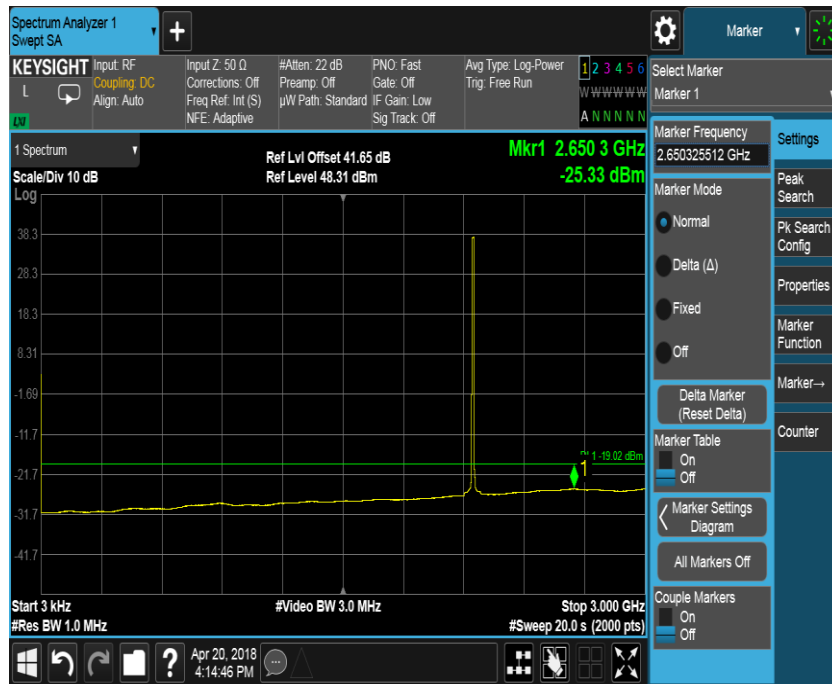 Spectrum Analyzer 1
Swept SA
+
Marker
KEYSIGHT
L
LXI
Input: RF
Coupling: DC
Align: Auto
Input Z: 50 Ω
Corrections: Off
Freq Ref: Int (S)
NFE: Adaptive
#Atten: 22 dB
Preamp: Off
µW Path: Standard
PNO: Fast
Gate: Off
IF Gain: Low
Sig Track: Off
Avg Type: Log-Power
Trig: Free Run
1 2 3 4 5 6
W W W W W W
A N N N N N
Select Marker
Marker 1
1 Spectrum
Scale/Div 10 dB
Log
Ref Lvl Offset 41.65 dB
Ref Level 48.31 dBm
Mkr1 2.650 3 GHz
-25.33 dBm
38.3
28.3
18.3
8.31
-1.69
-11.7
-21.7
-31.7
-41.7
1 -19.02 dBm
1
Start 3 kHz
#Res BW 1.0 MHz
#Video BW 3.0 MHz
Stop 3.000 GHz
#Sweep 20.0 s (2000 pts)
Marker Frequency
2.650325512 GHz
Marker Mode
Normal
Delta (Δ)
Fixed
Off
Delta Marker
(Reset Delta)
Marker Table
On
Off
Marker Settings
Diagram
All Markers Off
Couple Markers
On
Off
Settings
Peak
Search
Pk Search
Config
Properties
Marker
Function
Marker→
Counter
?
Apr 20, 2018
4:14:46 PM